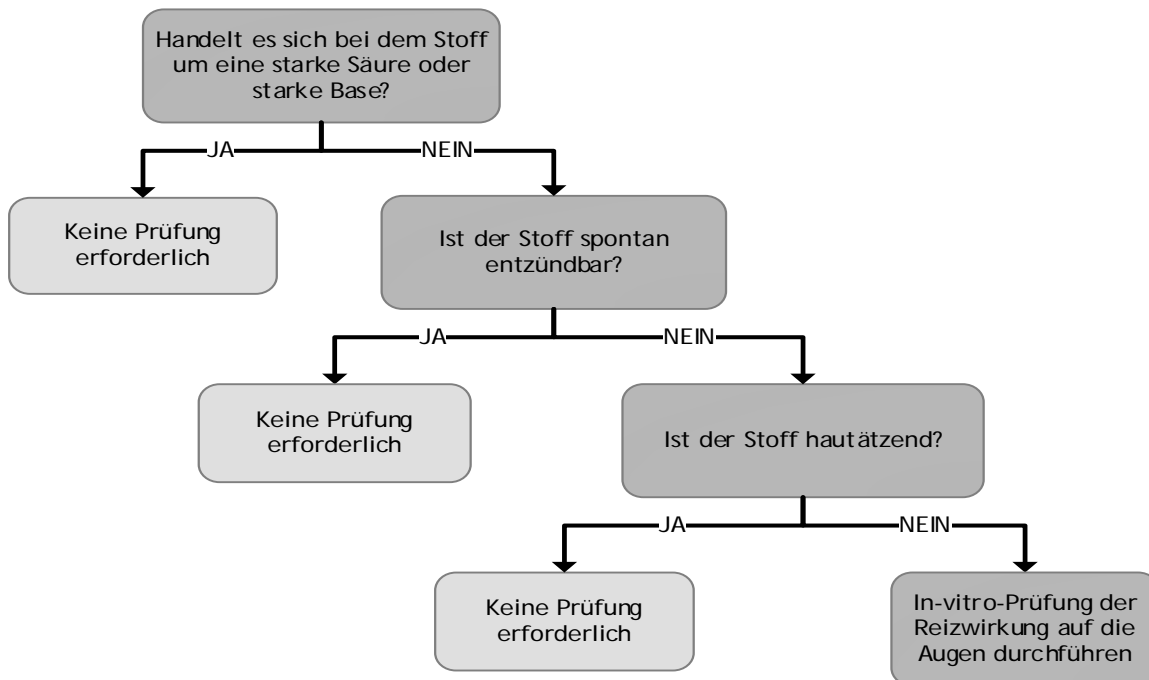 Handelt es sich bei dem Stoff
um eine starke Säure oder
starke Base?
JA
NEIN
Keine Prüfung
erforderlich
Ist der Stoff spontan
entzündbar?
JA
NEIN
Keine Prüfung
erforderlich
Ist der Stoff hautätzend?
JA
NEIN
Keine Prüfung
erforderlich
In-vitro-Prüfung der
Reizwirkung auf die
Augen durchführen